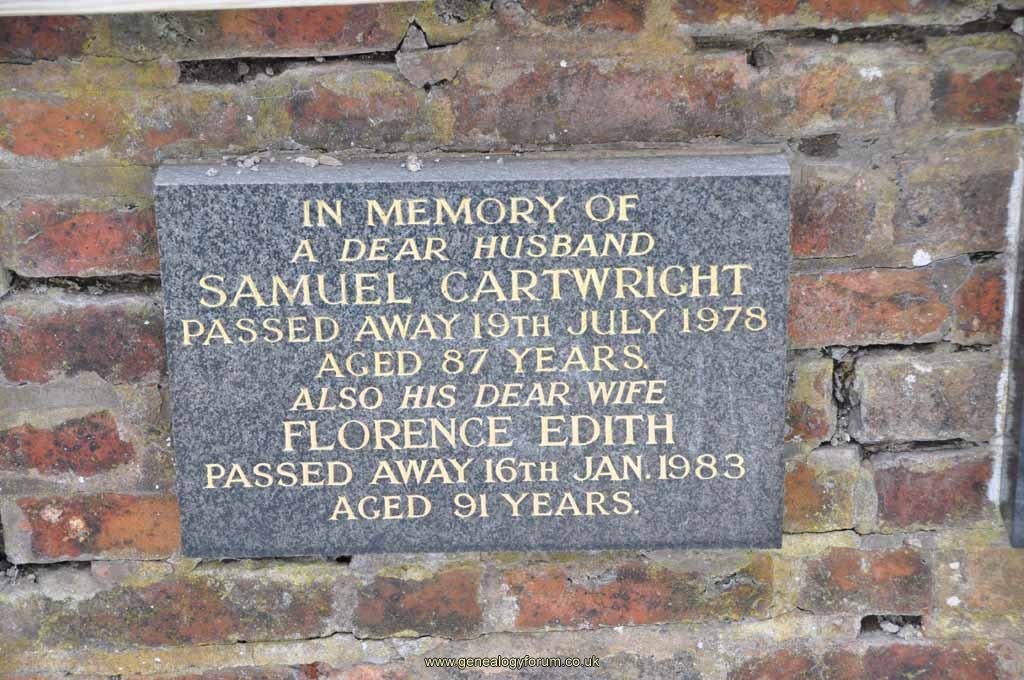 IN MEMORY OF
A DEAR HUSBAND
SAMUEL CARTWRIGHT
PASSED AWAY 19TH JULY 1978
AGED 87 YEARS.
ALSO HIS DEAR WIFE
FLORENCE EDITH
PASSED AWAY 16TH JAN. 1983
AGED 91 YEARS.
www.genealogyforum.co.uk